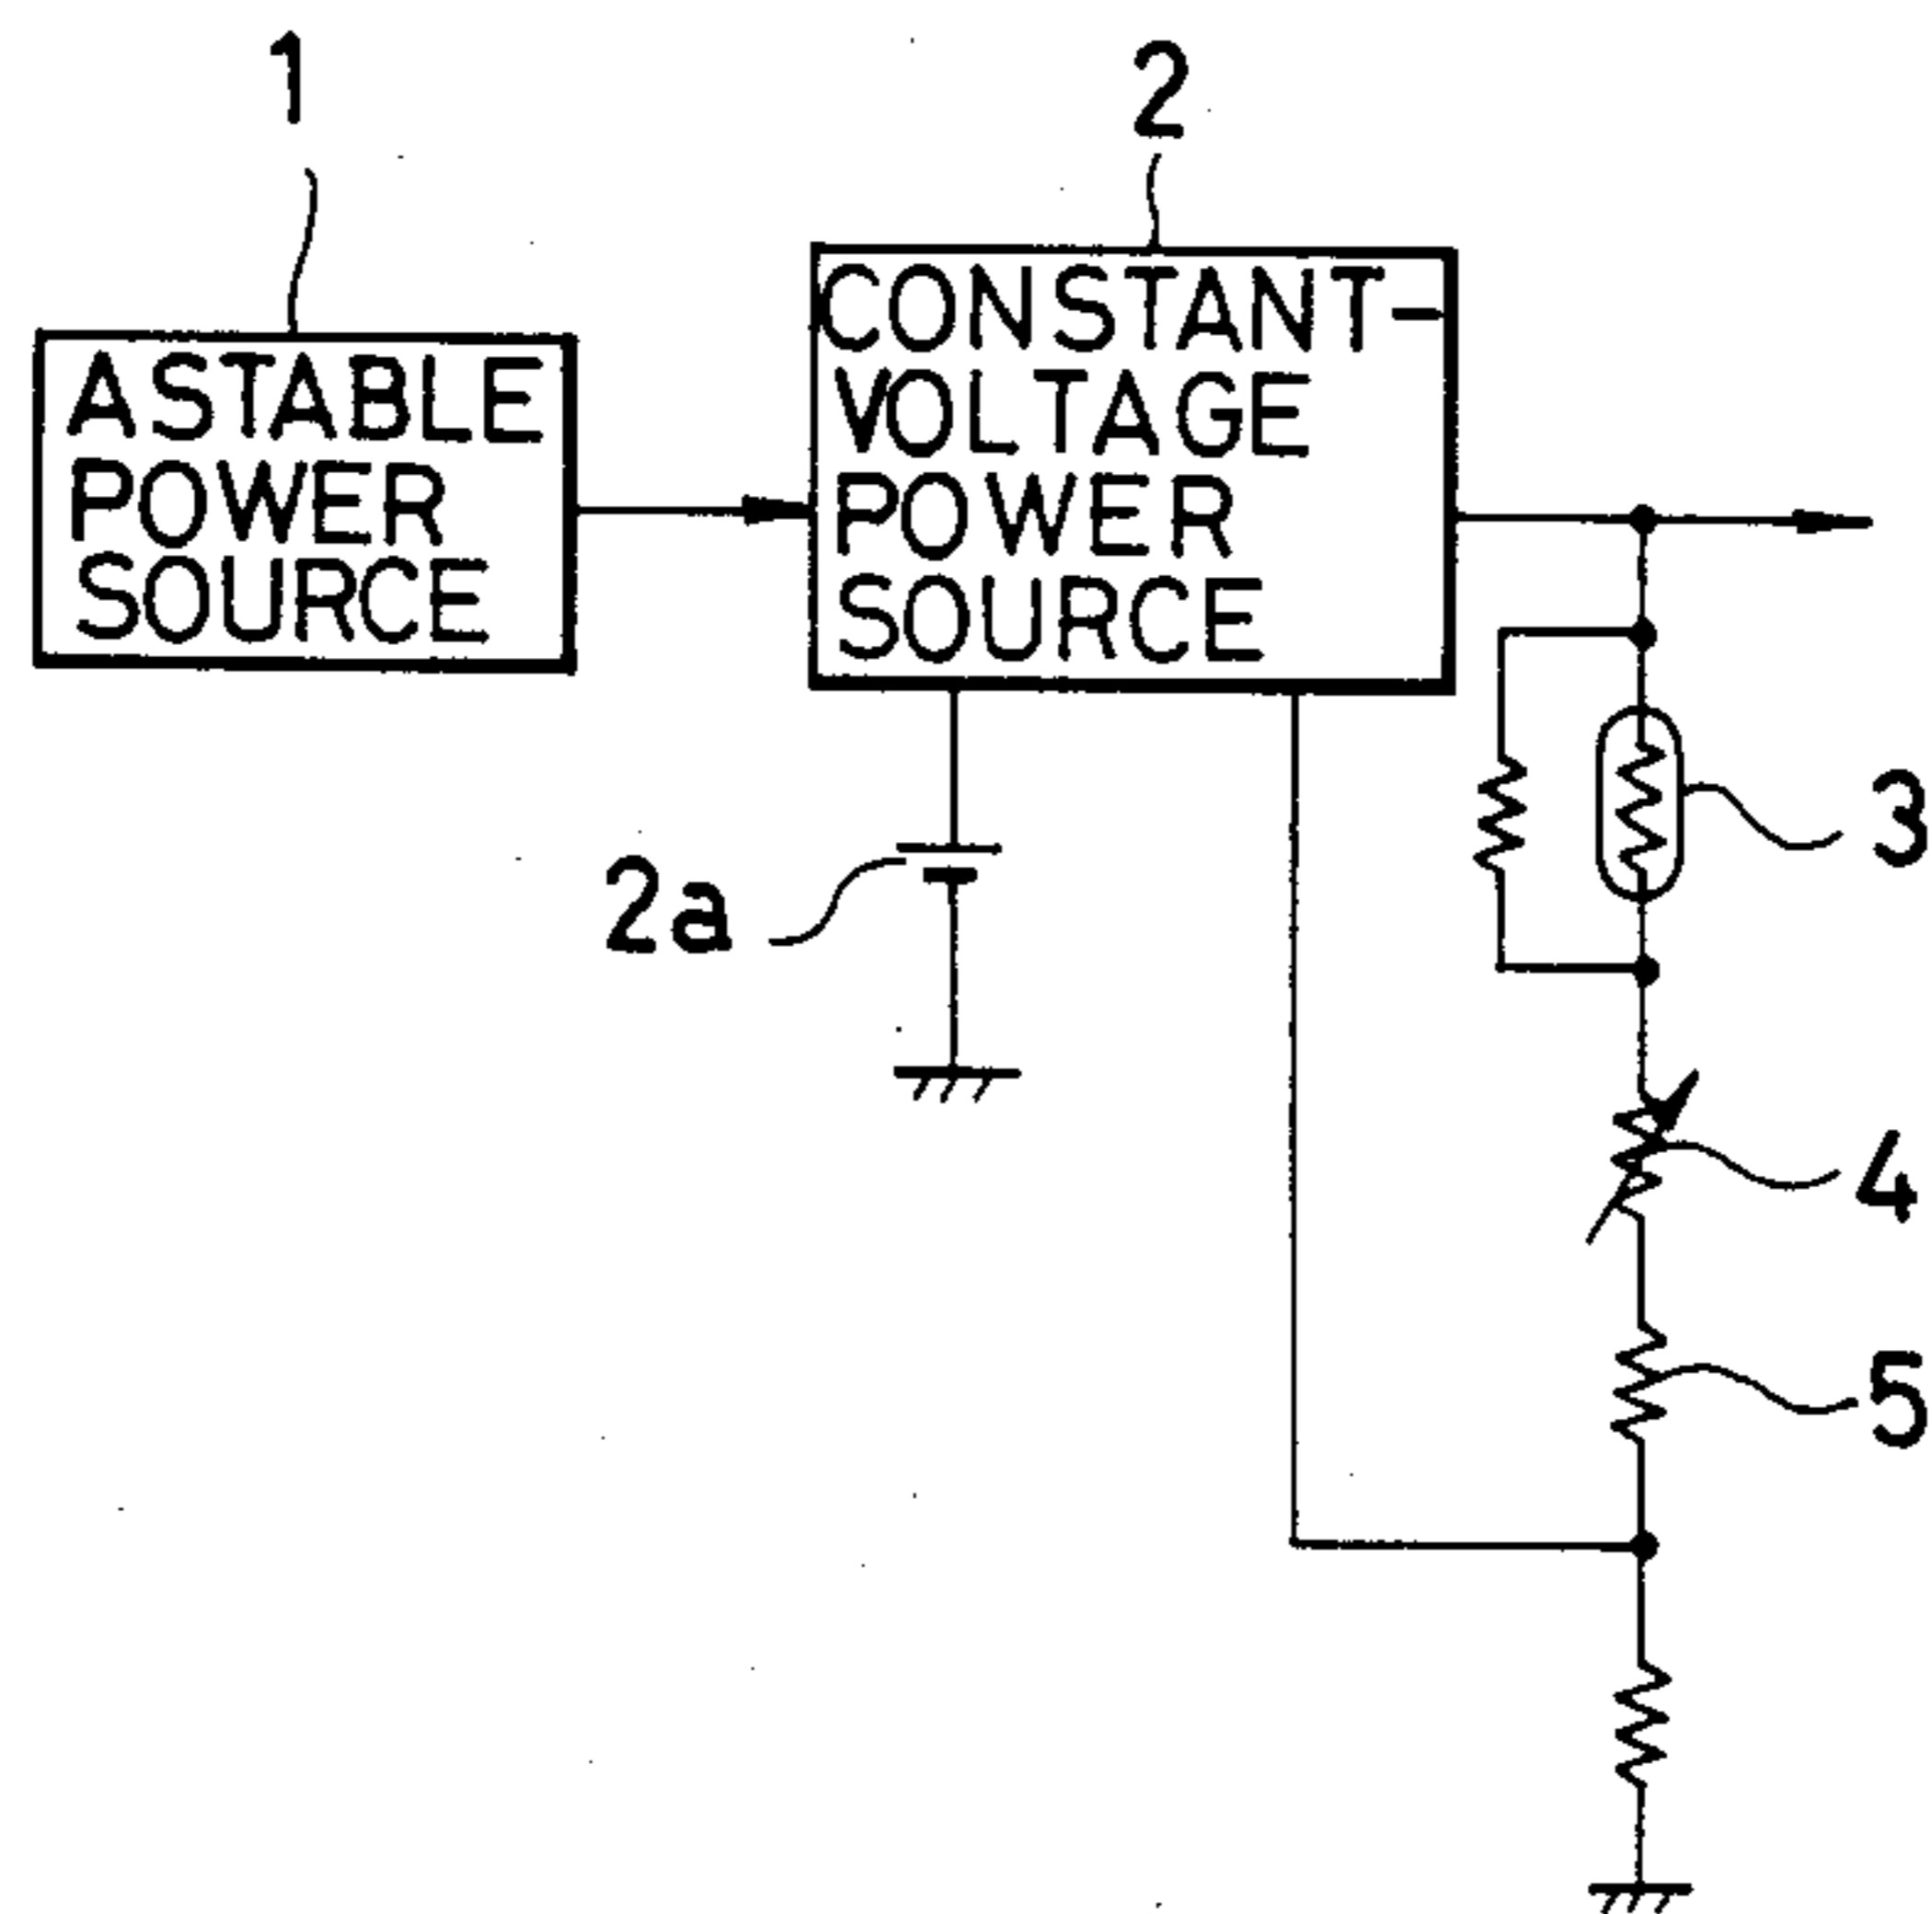 1
2
ASTABLE
POWER
SOURCE
CONSTANT-
VOLTAGE
POWER
SOURCE
3
2a
4
5